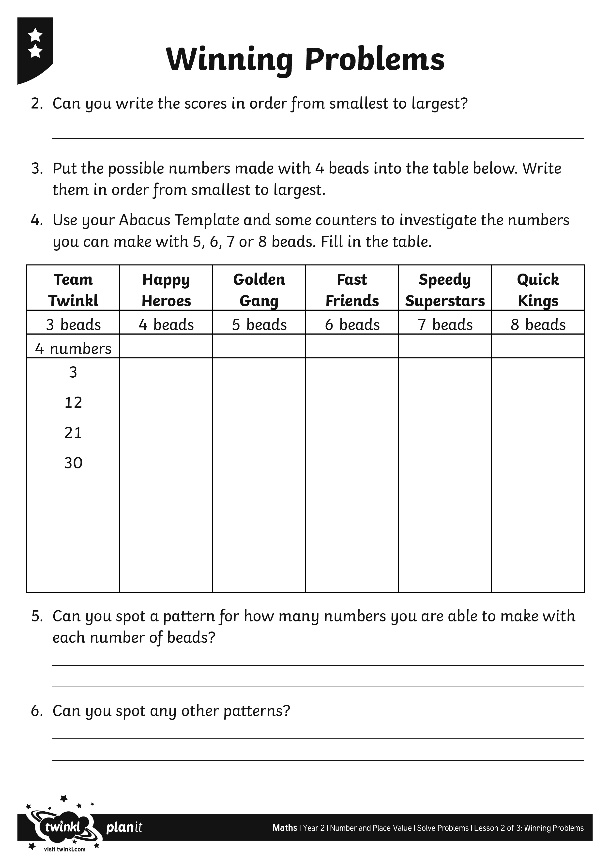 Winning Problems
2. Can you write the scores in order from smallest to largest?
3. Put the possible numbers made with 4 beads into the table below. Write
them in order from smallest to largest.
4. Use your Abacus Template and some counters to investigate the numbers
you can make with 5, 6, 7 or 8 beads. Fill in the table.
Team Happy Golden Fast Speedy Quick
Twinkl Heroes Gang Friends Superstars Kings
3 beads 4 beads 5 beads 6 beads 7 beads 8 beads
4 numbers
3
12
21
30
5. Can you spot a pattern for how many numbers you are able to make with
each number of beads?
6. Can you spot any other patterns?
twinkl planit Maths | Year 2 | Number and Place Value | Solve Problems | Lesson 2 of 3: Winning Problems
visit twinkl.com